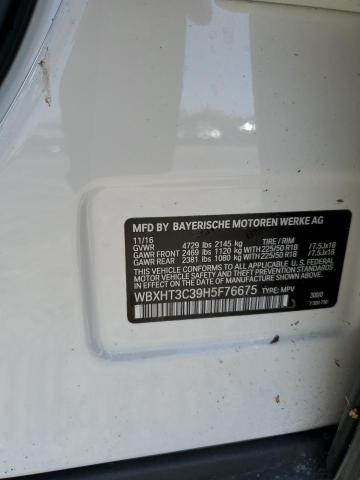 MFD BY BAYERISCHE MOTOREN WERKE AG
11/16 TIRE / RIM
GVWR 4729 lbs 2145 kg
GAWR FRONT 2469 lbs 1120 kg WITH 225/50 R18 /7.5Jx18
GAWR REAR 2381 lbs 1080 kg WITH 225/50 R18 /7.5Jx18
THIS VEHICLE CONFORMS TO ALL APPLICABLE U.S. FEDERAL
MOTOR VEHICLE SAFETY
STANDARDS IN EFFECT ON THE DATE OF MANUFACTURE SHOWN ABOVE.
WBXHT3C39H5F76675 TYPE: MPV 300/0